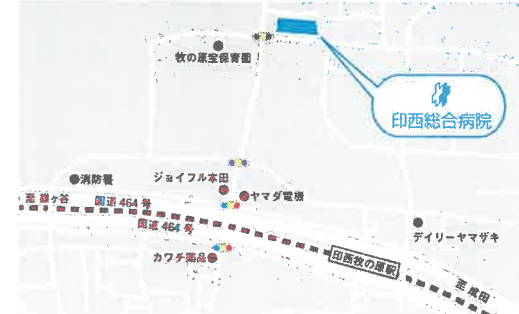 牧の原宝保育園
印西総合病院
消防署
ジョイフル本田
ヤマダ電機
至 鎌ヶ谷
国道 464 号
国道 464 号
デイリーヤマザキ
カワチ薬品
印西牧の原駅
至 成田